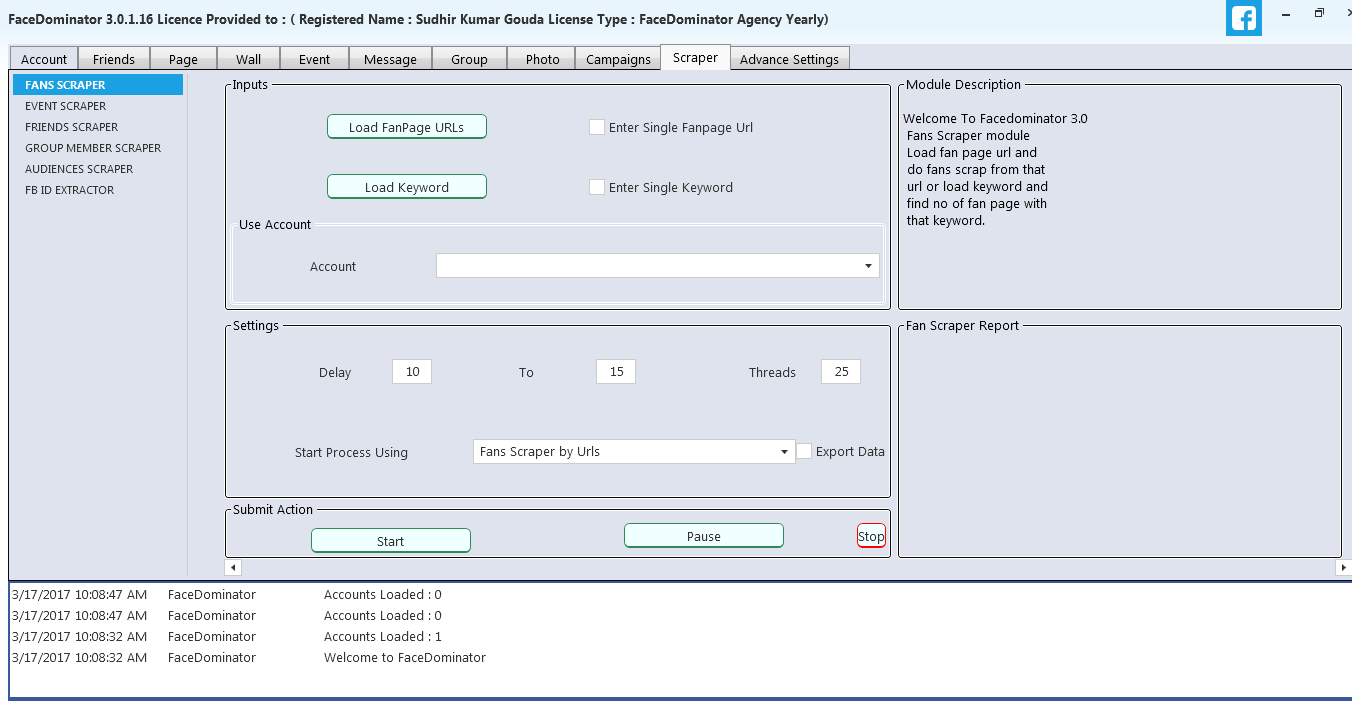 FaceDominator 3.0.1.16 Licence Provided to : ( Registered Name : Sudhir Kumar Gouda License Type : FaceDominator Agency Yearly)
Account Friends Page Wall Event Message Group Photo Campaigns Scraper Advance Settings
FANS SCRAPER
EVENT SCRAPER
FRIENDS SCRAPER
GROUP MEMBER SCRAPER
AUDIENCES SCRAPER
FB ID EXTRACTOR
Inputs
Load FanPage URLs
Enter Single Fanpage Url
Load Keyword
Enter Single Keyword
Use Account
Account
Settings
Delay 10 To 15 Threads 25
Start Process Using Fans Scraper by Urls Export Data
Submit Action
Start Pause Stop
Module Description
Welcome To Facedominator 3.0
Fans Scraper module
Load fan page url and
do fans scrap from that
url or load keyword and
find no of fan page with
that keyword.
Fan Scraper Report
3/17/2017 10:08:47 AM FaceDominator Accounts Loaded : 0
3/17/2017 10:08:47 AM FaceDominator Accounts Loaded : 0
3/17/2017 10:08:32 AM FaceDominator Accounts Loaded : 1
3/17/2017 10:08:32 AM FaceDominator Welcome to FaceDominator